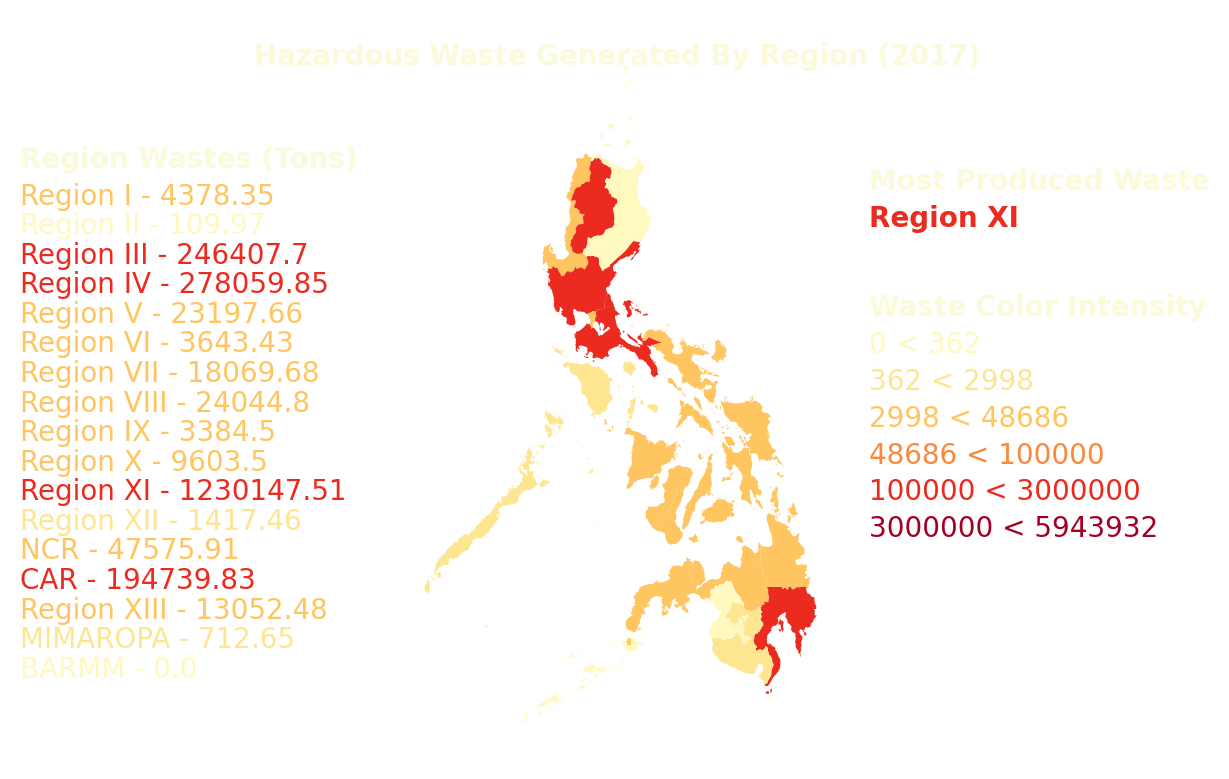 Hazardous Waste Generated By Region (2017)
Region Wastes (Tons)
Region I - 4378.35
Region II - 109.97
Region III - 246407.7
Region IV - 278059.85
Region V - 23197.66
Region VI - 3643.43
Region VII - 18069.68
Region VIII - 24044.8
Region IX - 3384.5
Region X - 9603.5
Region XI - 1230147.51
Region XII - 1417.46
NCR - 47575.91
CAR - 194739.83
Region XIII - 13052.48
MIMAROPA - 712.65
BARMM - 0.0
Most Produced Waste
Region XI
Waste Color Intensity
0 < 362
362 < 2998
2998 < 48686
48686 < 100000
100000 < 3000000
3000000 < 5943932